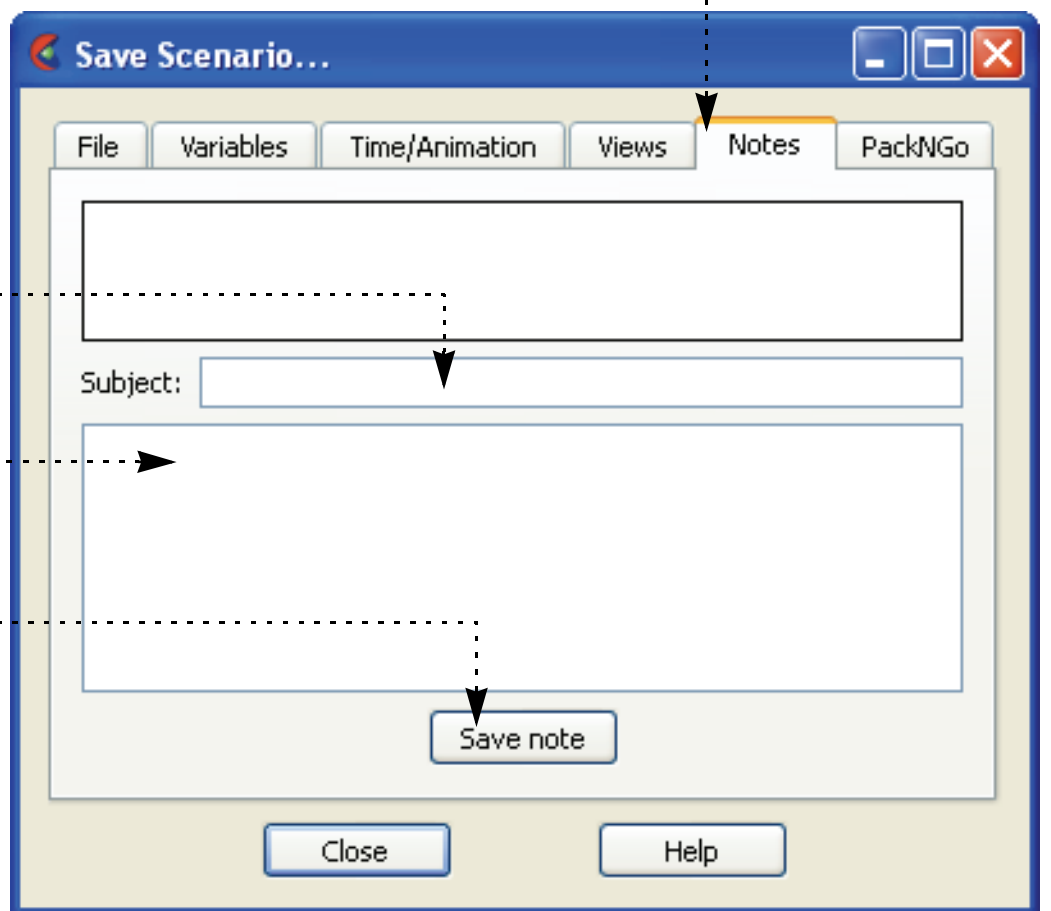 Save Scenario...
File Variables Time/Animation Views Notes PackNGo
Subject:
Save note
Close Help